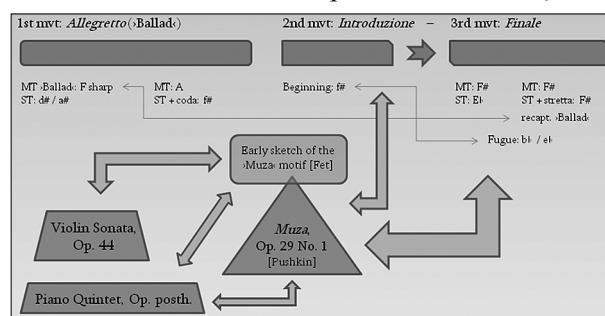 1st mvt: Allegretto (›Ballad‹) 2nd mvt: Introduzione – 3rd mvt: Finale
MT ›Ballad‹: F sharp MT: A Beginning: f# MT: F# MT: F#
ST: d# / a# ST + coda: f# ST: E♭ ST + stretta: F#
recapt. ›Ballad‹
Fugue: b♭ / e♭
Early sketch of the
›Muza‹ motif [Fet]
Violin Sonata,
Op. 44
Muza,
Op. 29 No. 1
[Pushkin]
Piano Quintet, Op. posth.